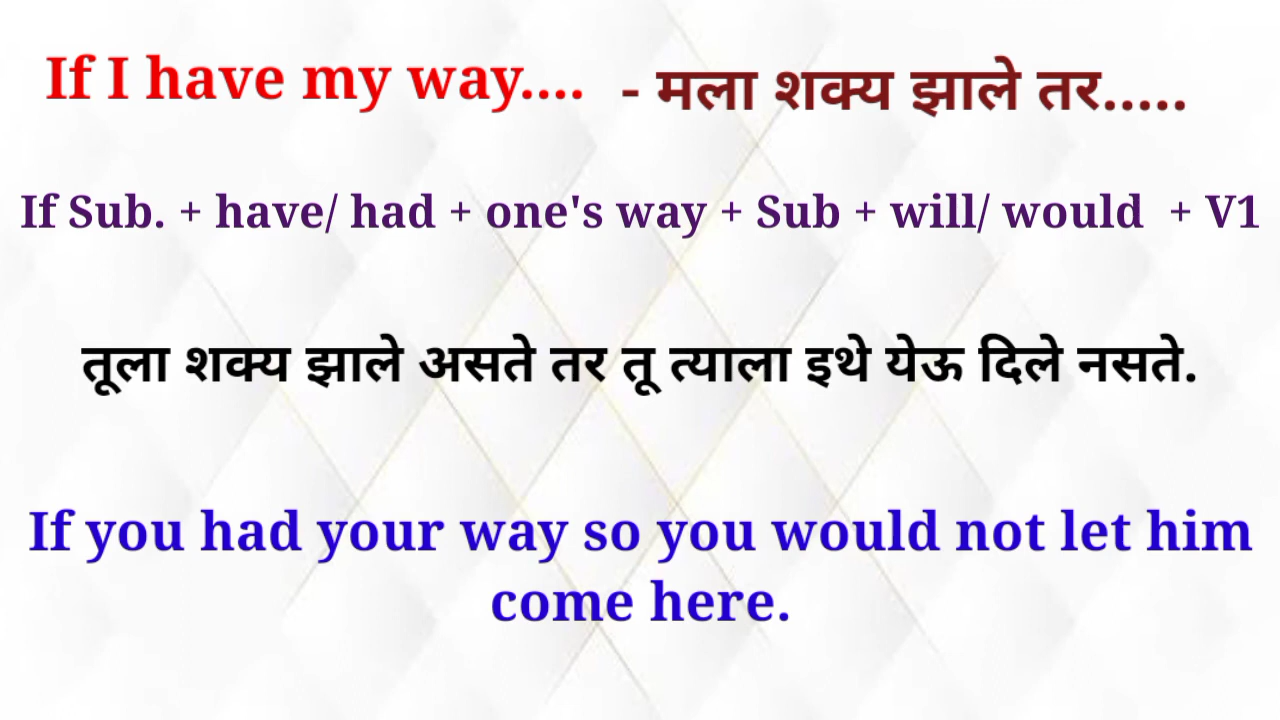 If I have my way.... - मला शक्य झाले तर.....
If Sub. + have/ had + one's way + Sub + will/ would + V1
तूला शक्य झाले असते तर तू त्याला इथे येऊ दिले नसते.
If you had your way so you would not let him
come here.